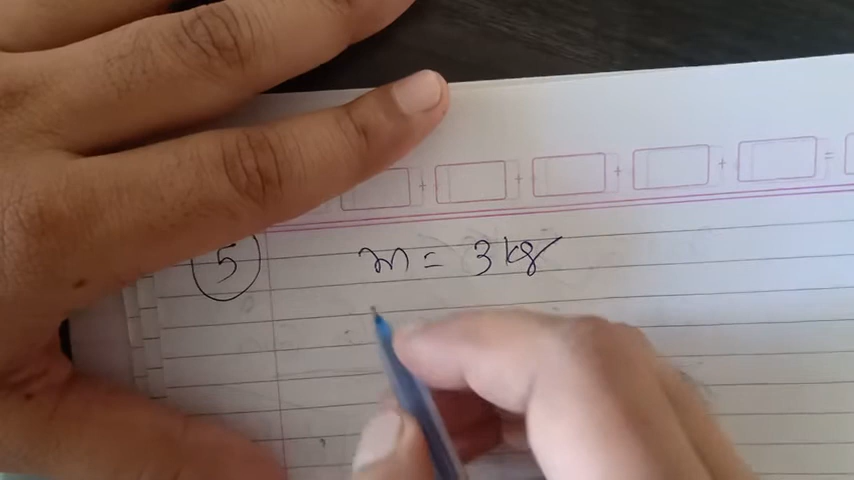 + + + + =
⑤ m = 3 kg